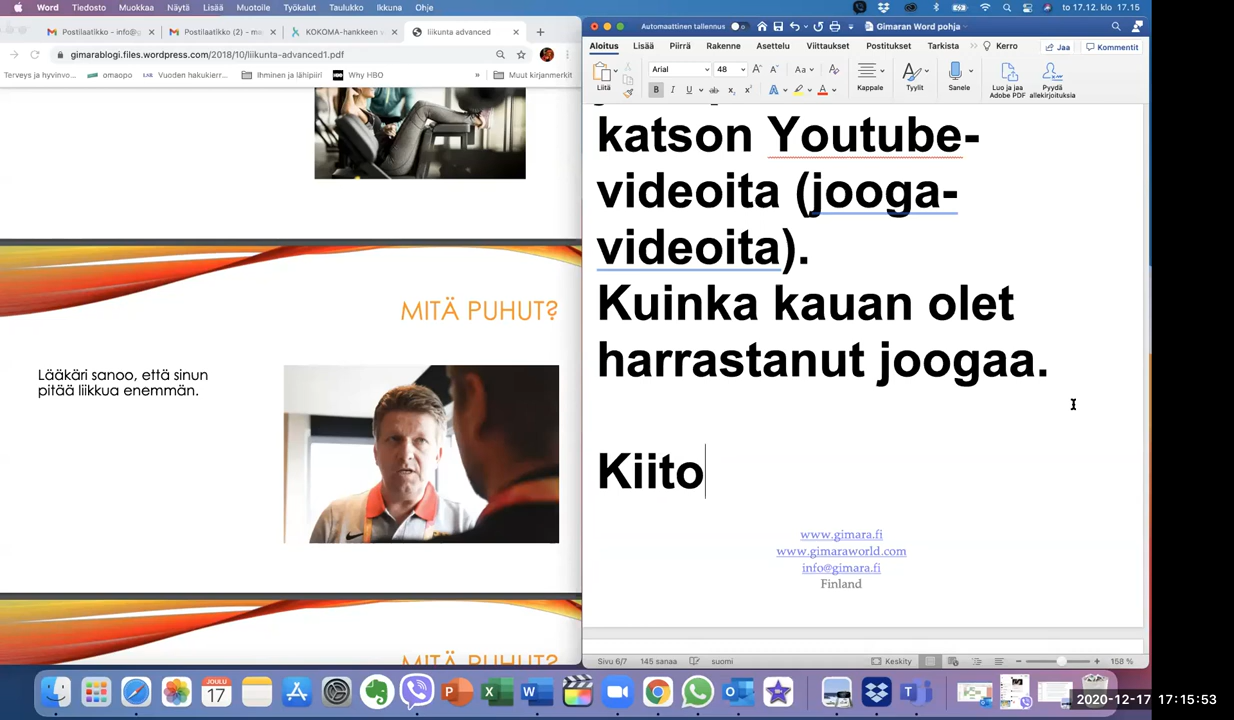 Word Tiedosto Muokkaa Näytä Lisää Muotoile Työkalut Taulukko Ikkuna Ohje
to 17.12. klo 17.15
Postilaatikko – info@g
Postilaatikko (2) – ma
KOKOMA-hankkeen v
liikunta advanced
gimarablogi.files.wordpress.com/2018/10/liikunta-advanced1.pdf
Terveys ja hyvinvo...
omaopo
Vuoden hakukierr...
Ihminen ja lähipiiri
Why HBO
Muut kirjanmerkit
MITÄ PUHUT?
Lääkäri sanoo, että sinun
pitää liikkua enemmän.
Automaattinen tallennus
Gimaran Word pohja
Aloitus Lisää Piirrä Rakenne Asettelu Viittaukset Postitukset Tarkista Kerro
Jaa
Kommentit
Liitä
Arial
48
Kappale
Tyylit
Sanele
Luo ja jaa
Adobe PDF
Pyydä
allekirjoituksia
katson Youtube-
videoita (jooga-
videoita).
Kuinka kauan olet
harrastanut joogaa.
Kiito
www.gimara.fi
www.gimaraworld.com
info@gimara.fi
Finland
Sivu 6/7 145 sanaa suomi
Keskity
158 %
JOULU
17
2020-12-17 17:15:53